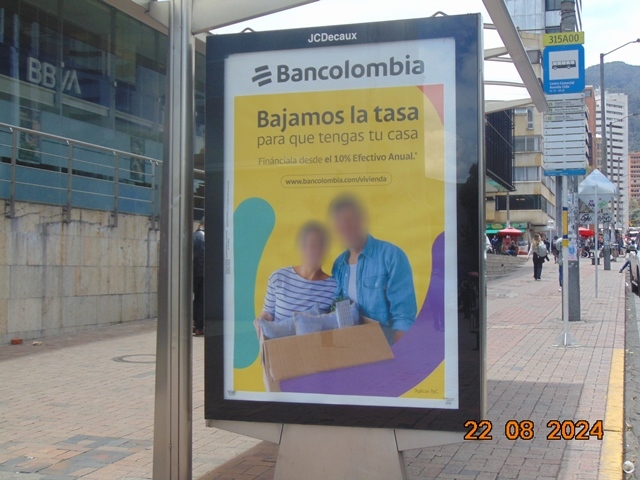 JCDecaux
Bancolombia
Bajamos la tasa
para que tengas tu casa
Fináncíala desde el 10% Efectivo Anual.*
www.bancolombia.com/vivienda
BBVA
315A00
22 08 2024